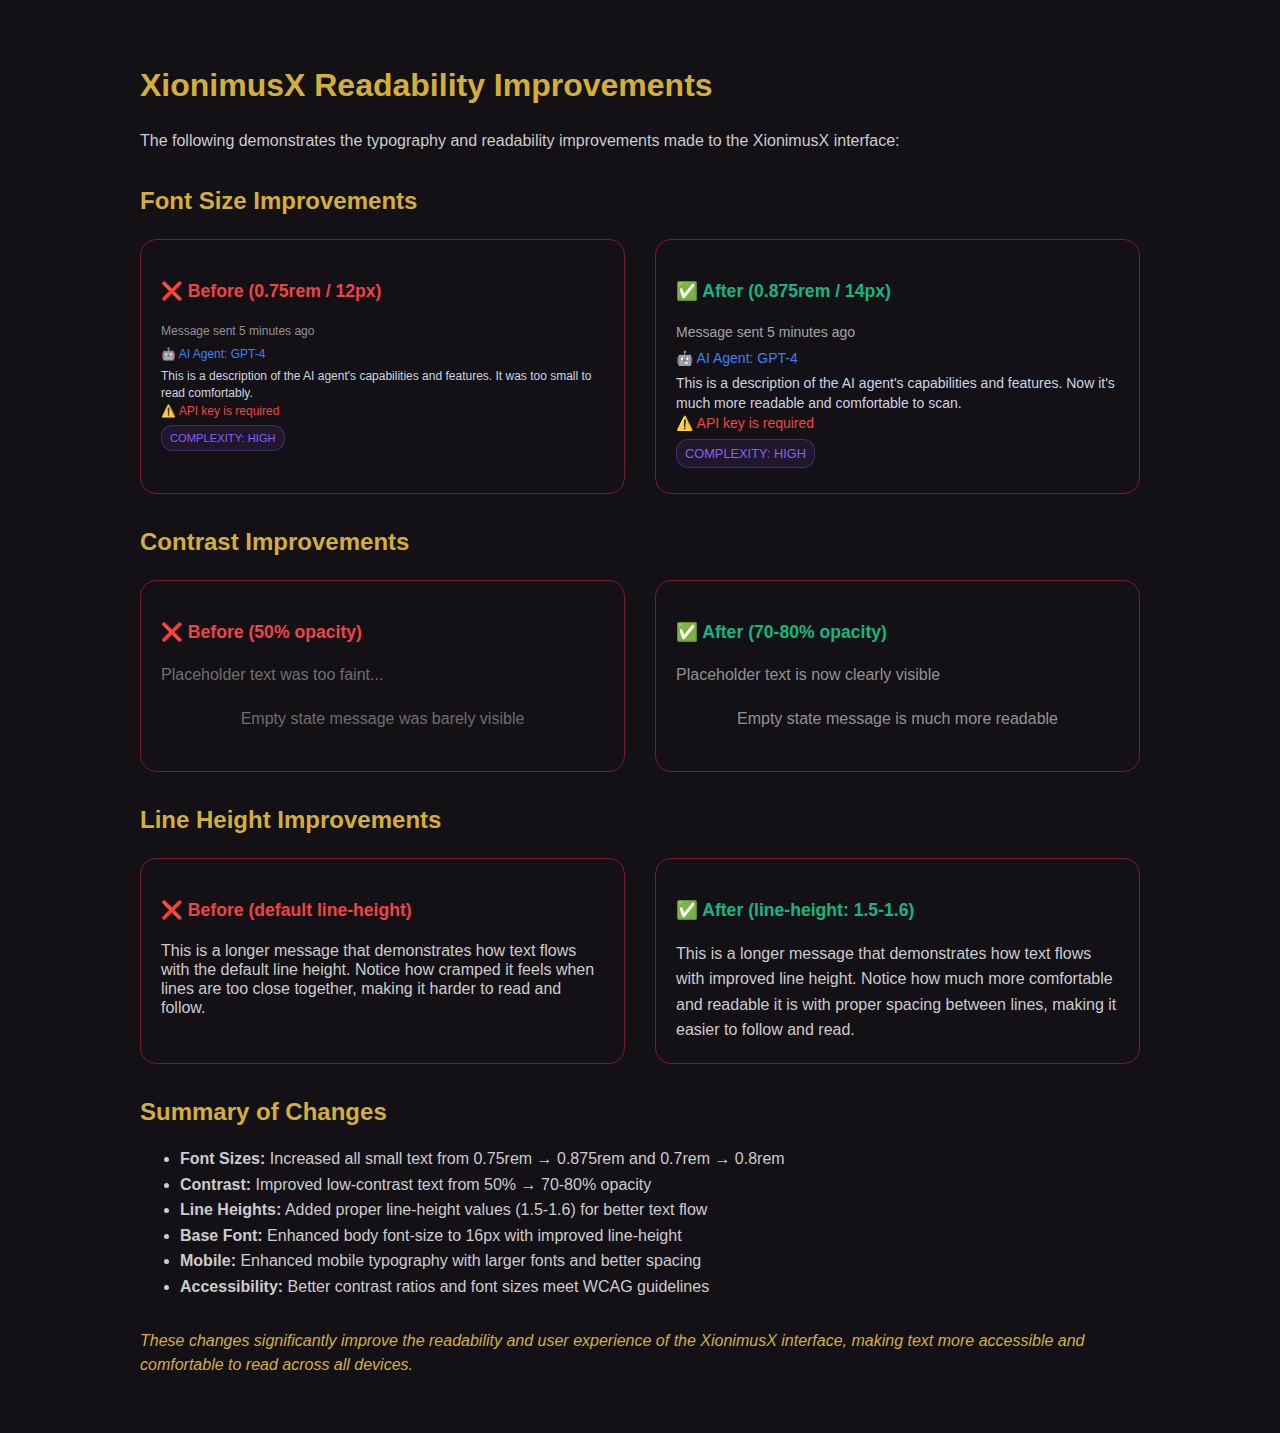 XionimusX Readability Improvements
The following demonstrates the typography and readability improvements made to the XionimusX interface:
Font Size Improvements
❌ Before (0.75rem / 12px)
Message sent 5 minutes ago
🤖 AI Agent: GPT-4
This is a description of the AI agent's capabilities and features. It was too small to
read comfortably.
⚠️ API key is required
COMPLEXITY: HIGH
✅ After (0.875rem / 14px)
Message sent 5 minutes ago
🤖 AI Agent: GPT-4
This is a description of the AI agent's capabilities and features. Now it's
much more readable and comfortable to scan.
⚠️ API key is required
COMPLEXITY: HIGH
Contrast Improvements
❌ Before (50% opacity)
Placeholder text was too faint...
Empty state message was barely visible
✅ After (70-80% opacity)
Placeholder text is now clearly visible
Empty state message is much more readable
Line Height Improvements
❌ Before (default line-height)
This is a longer message that demonstrates how text flows
with the default line height. Notice how cramped it feels when
lines are too close together, making it harder to read and
follow.
✅ After (line-height: 1.5-1.6)
This is a longer message that demonstrates how text flows
with improved line height. Notice how much more comfortable
and readable it is with proper spacing between lines, making it
easier to follow and read.
Summary of Changes
• Font Sizes: Increased all small text from 0.75rem → 0.875rem and 0.7rem → 0.8rem
• Contrast: Improved low-contrast text from 50% → 70-80% opacity
• Line Heights: Added proper line-height values (1.5-1.6) for better text flow
• Base Font: Enhanced body font-size to 16px with improved line-height
• Mobile: Enhanced mobile typography with larger fonts and better spacing
• Accessibility: Better contrast ratios and font sizes meet WCAG guidelines
These changes significantly improve the readability and user experience of the XionimusX interface, making text more accessible and
comfortable to read across all devices.